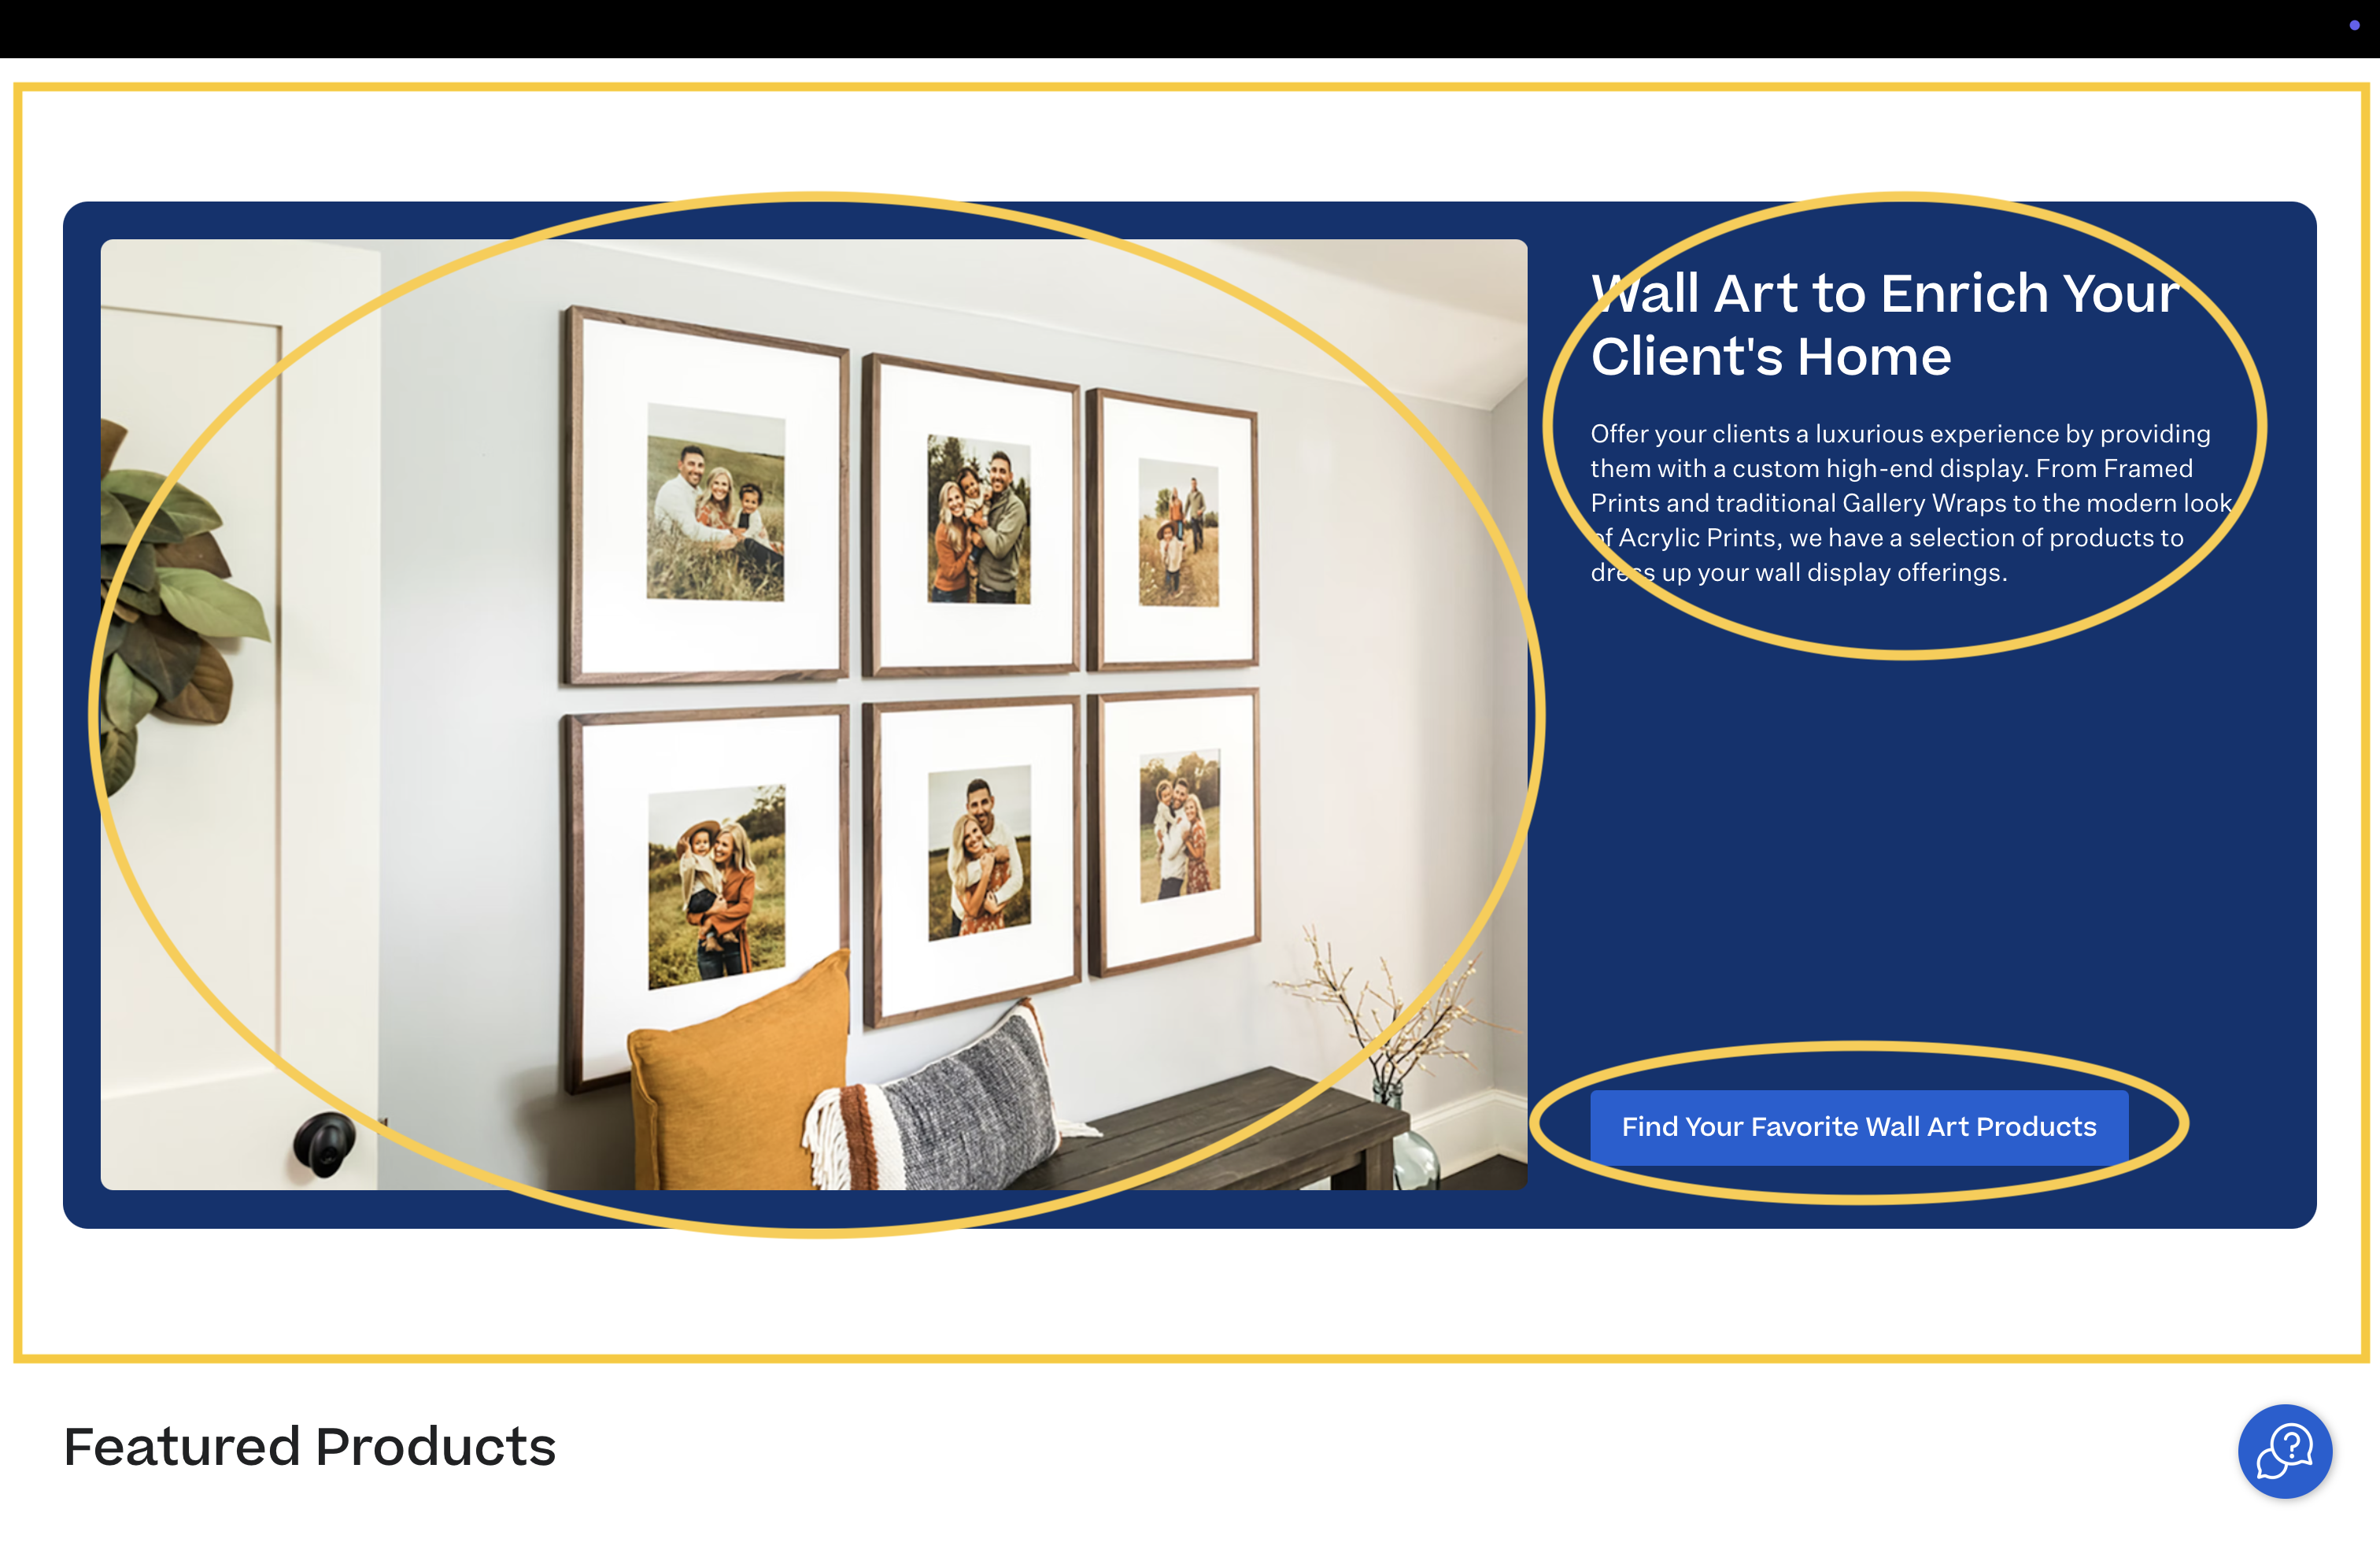 Wall Art to Enrich Your
Client's Home
Offer your clients a luxurious experience by providing
them with a custom high-end display. From Framed
Prints and traditional Gallery Wraps to the modern look
of Acrylic Prints, we have a selection of products to
dress up your wall display offerings.
Find Your Favorite Wall Art Products
Featured Products
?